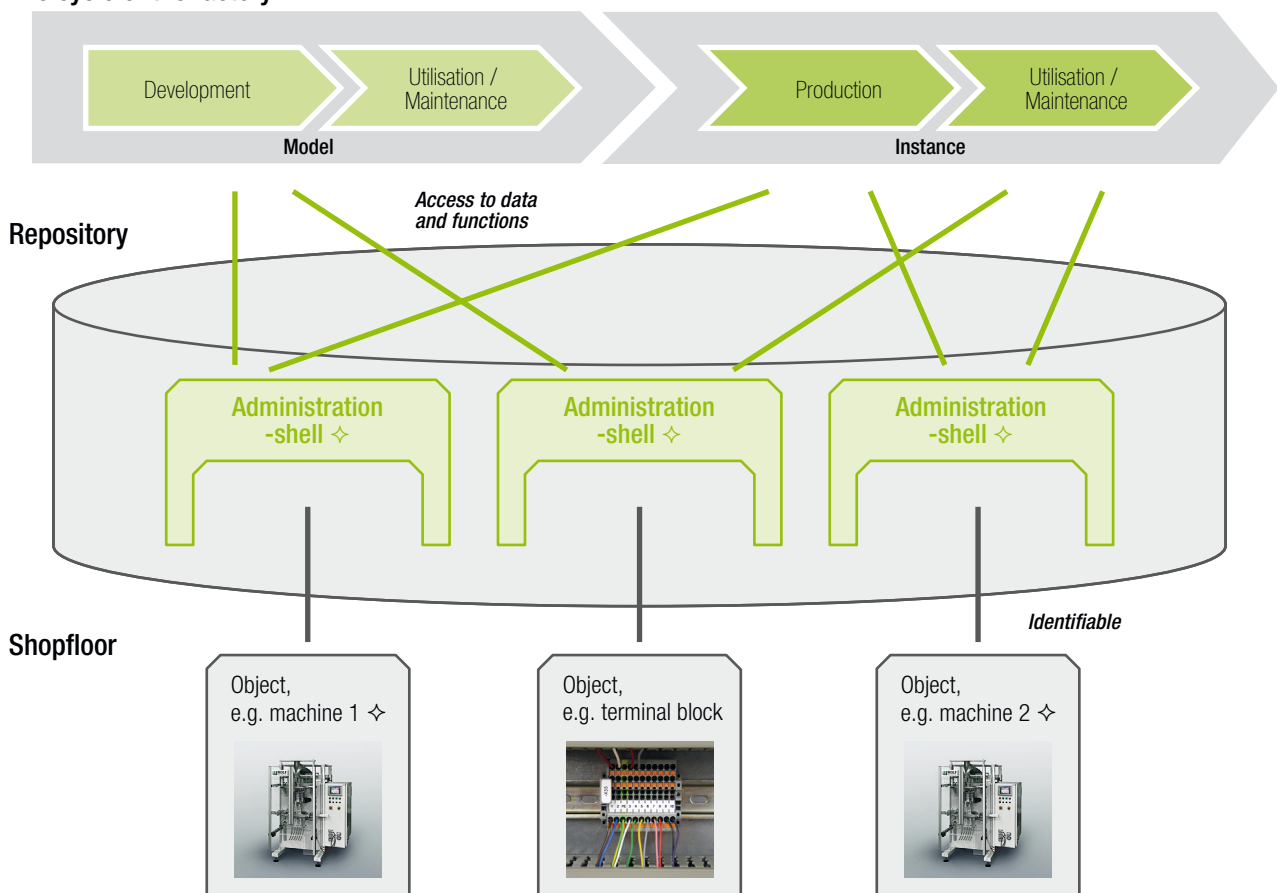 Development
Utilisation /
Maintenance
Production
Utilisation /
Maintenance
Model
Instance
Access to data
and functions
Repository
Administration
-shell ✧
Administration
-shell ✧
Administration
-shell ✧
Identifiable
Shopfloor
Object,
e.g. machine 1 ✧
Object,
e.g. terminal block
Object,
e.g. machine 2 ✧